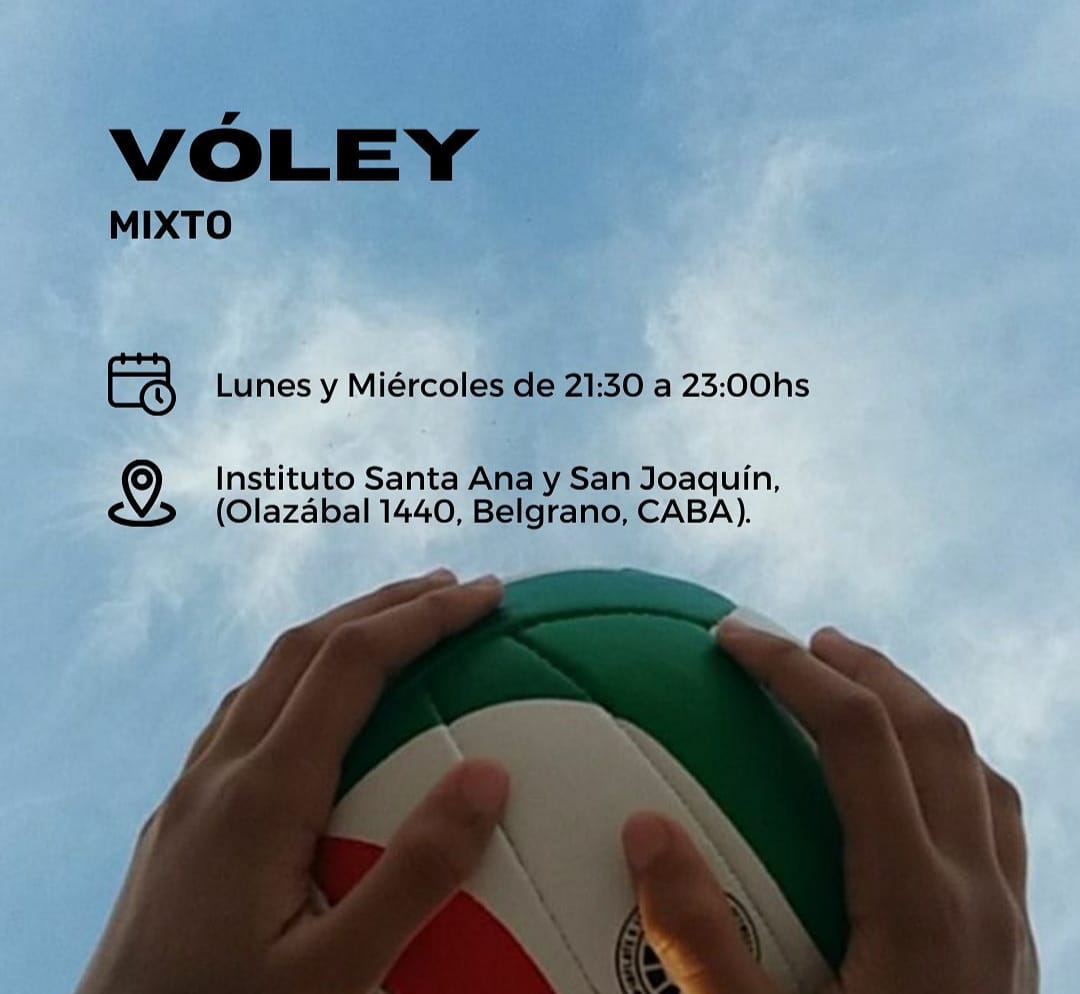 VÓLEY
MIXTO
Lunes y Miércoles de 21:30 a 23:00hs
Instituto Santa Ana y San Joaquín,
(Olazábal 1440, Belgrano, CABA).